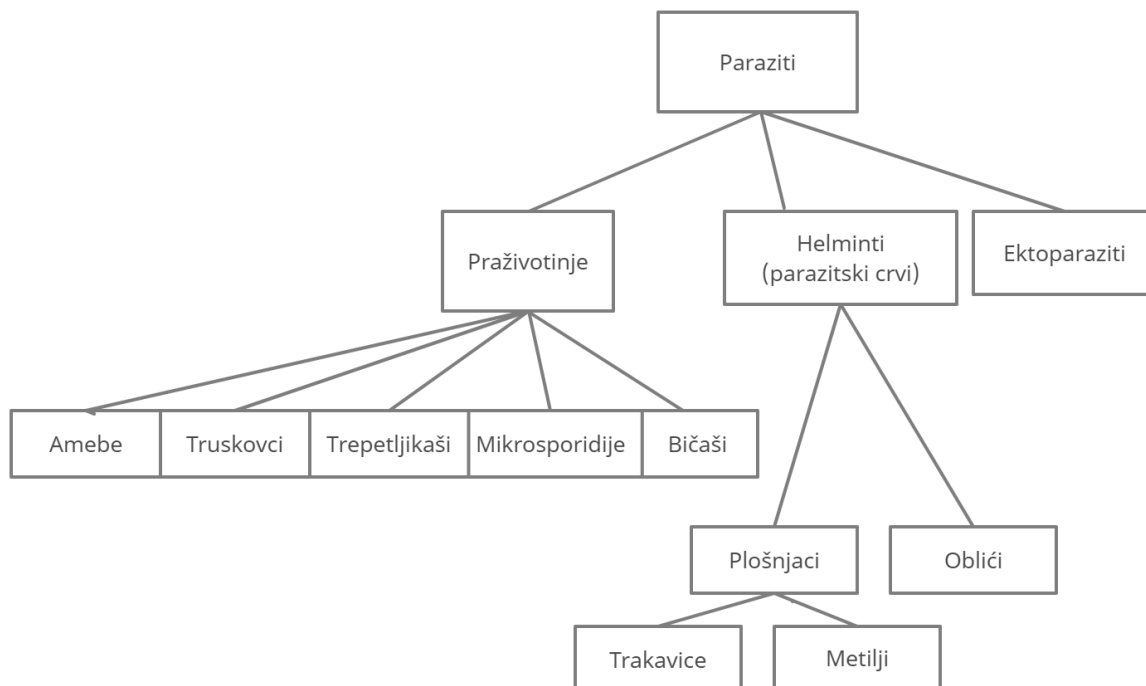 Paraziti
Praživotinje
Helminti
(parazitski crvi)
Ektoparaziti
Amebe
Truskovci
Trepetljikaši
Mikrosporidije
Bičaši
Plošnjaci
Oblići
Trakavice
Metilji